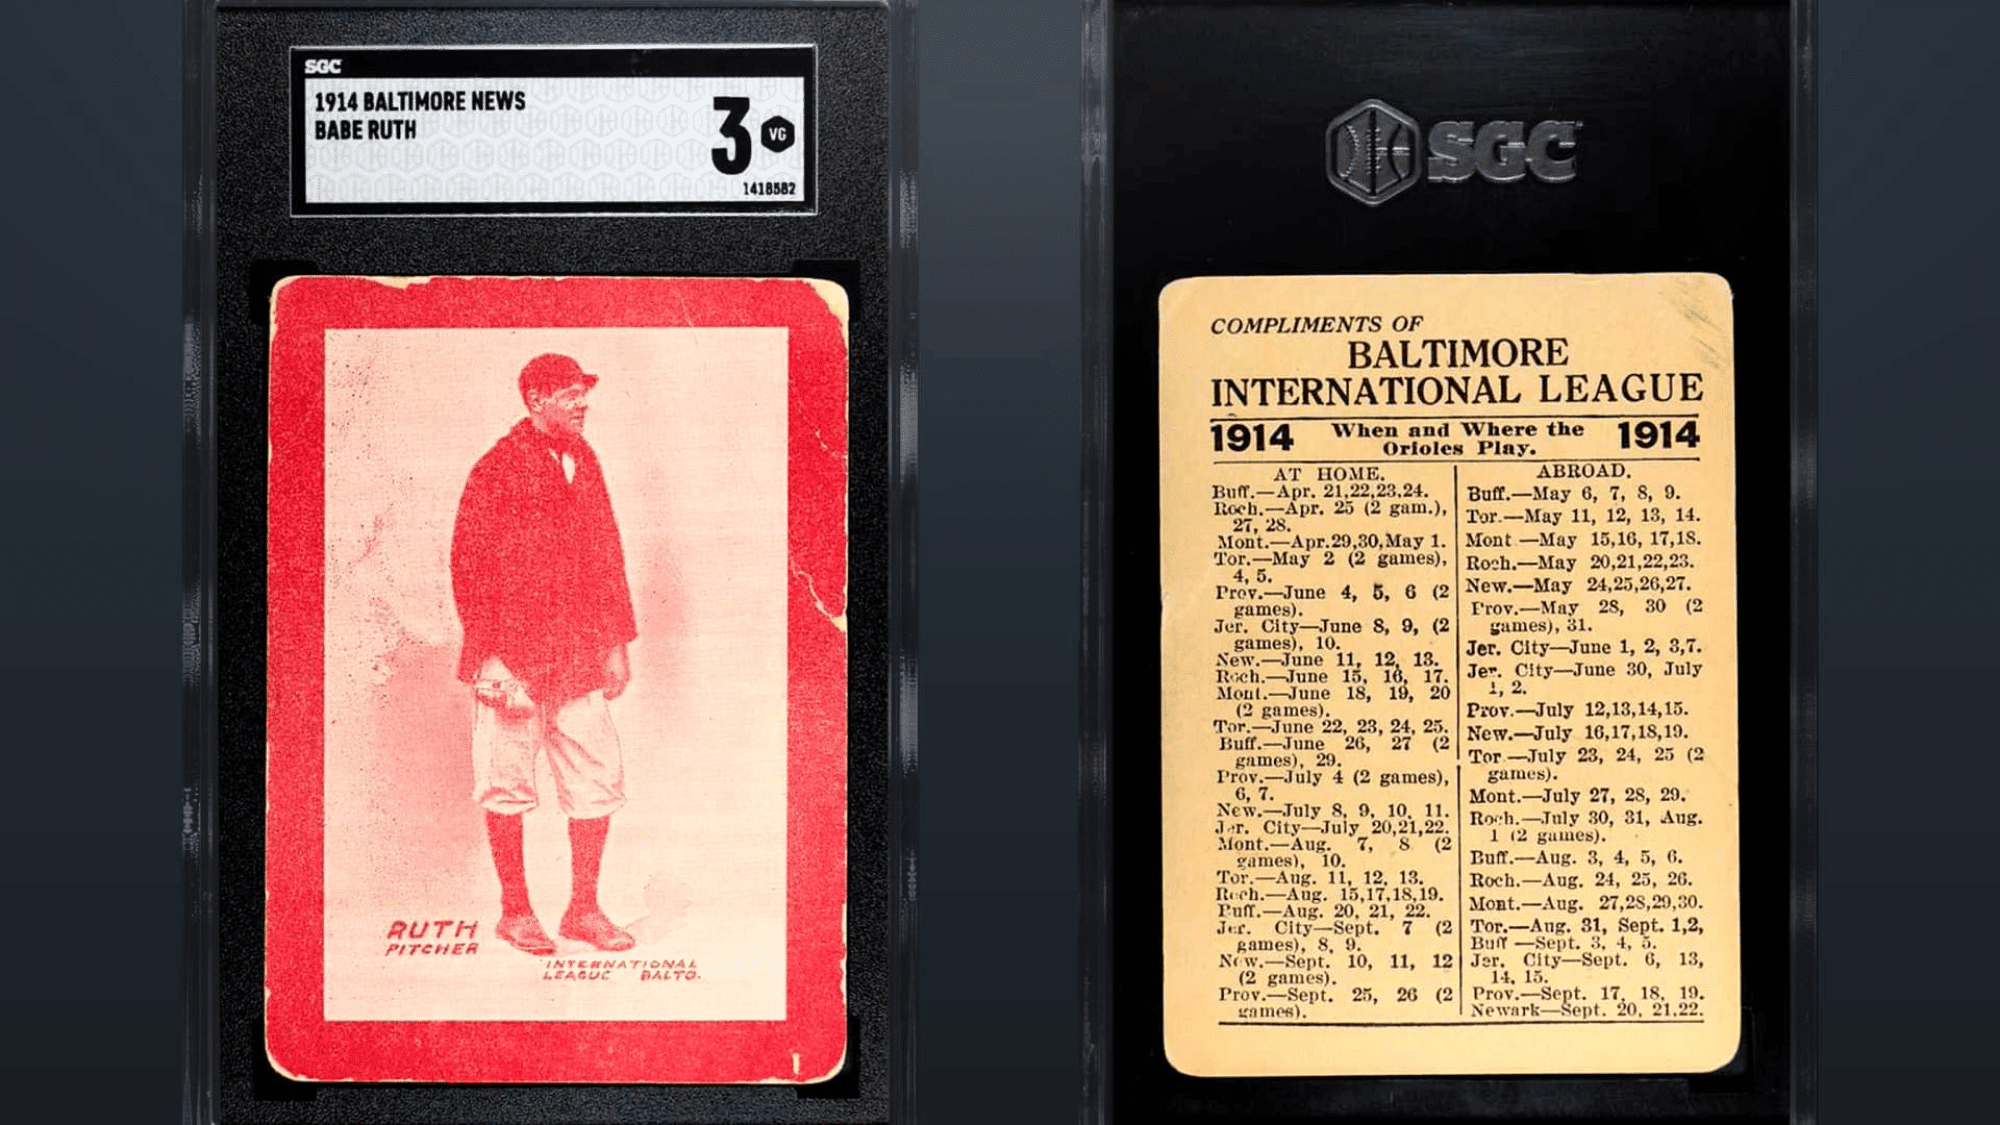 SGC
1914 BALTIMORE NEWS
BABE RUTH
3 VG
1418582
RUTH
PITCHER
INTERNATIONAL
LEAGUE BALTO.
SGC
COMPLIMENTS OF
BALTIMORE
INTERNATIONAL LEAGUE
1914 When and Where the Orioles Play. 1914
AT HOME.
Buff.—Apr. 21,22,23,24.
Roch.—Apr. 25 (2 gam.),
27, 28.
Mont.—Apr.29,30,May 1.
Tor.—May 2 (2 games),
4, 5.
Prov.—June 4, 5, 6 (2
games).
Jer. City—June 8, 9, (2
games), 10.
New.—June 11, 12, 13.
Roch.—June 15, 16, 17.
Mont.—June 18, 19, 20
(2 games).
Tor.—June 22, 23, 24, 25.
Buff.—June 26, 27 (2
games), 29.
Prov.—July 4 (2 games),
6, 7.
New.—July 8, 9, 10, 11.
Jer. City—July 20,21,22.
Mont.—Aug. 7, 8 (2
games), 10.
Tor.—Aug. 11, 12, 13.
Roch.—Aug. 15,17,18,19.
Buff.—Aug. 20, 21, 22.
Jer. City—Sept. 7 (2
games), 8, 9.
New.—Sept. 10, 11, 12
(2 games).
Prov.—Sept. 25, 26 (2
games).
ABROAD.
Buff.—May 6, 7, 8, 9.
Tor.—May 11, 12, 13, 14.
Mont —May 15,16, 17,18.
Roch.—May 20,21,22,23.
New.—May 24,25,26,27.
Prov.—May 28, 30 (2
games), 31.
Jer. City—June 1, 2, 3,7.
Jer. City—June 30, July
1, 2.
Prov.—July 12,13,14,15.
New.—July 16,17,18,19.
Tor —July 23, 24, 25 (2
games).
Mont.—July 27, 28, 29.
Roch.—July 30, 31, Aug.
1 (2 games).
Buff.—Aug. 3, 4, 5, 6.
Roch.—Aug. 24, 25, 26.
Mont.—Aug. 27,28,29,30.
Tor.—Aug. 31, Sept. 1,2,
Buff —Sept. 3, 4, 5.
Jer. City—Sept. 6, 13,
14, 15.
Prov.—Sept. 17, 18, 19.
Newark—Sept. 20, 21,22.